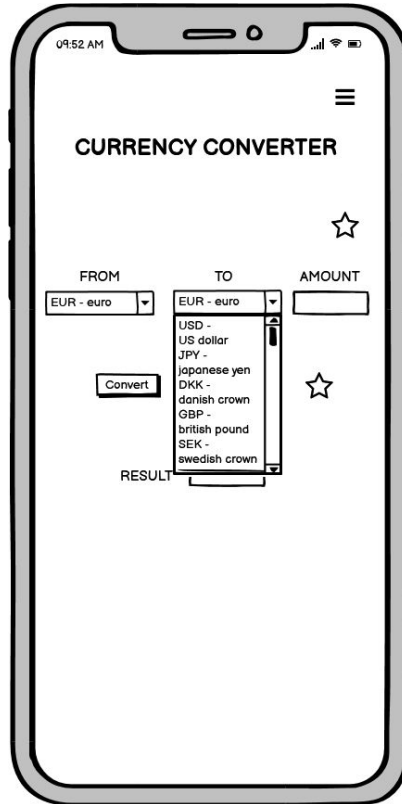 09:52 AM
CURRENCY CONVERTER
FROM TO AMOUNT
EUR - euro EUR - euro
USD -
US dollar
JPY -
japanese yen
DKK -
danish crown
GBP -
british pound
SEK -
swedish crown
Convert
RESULT